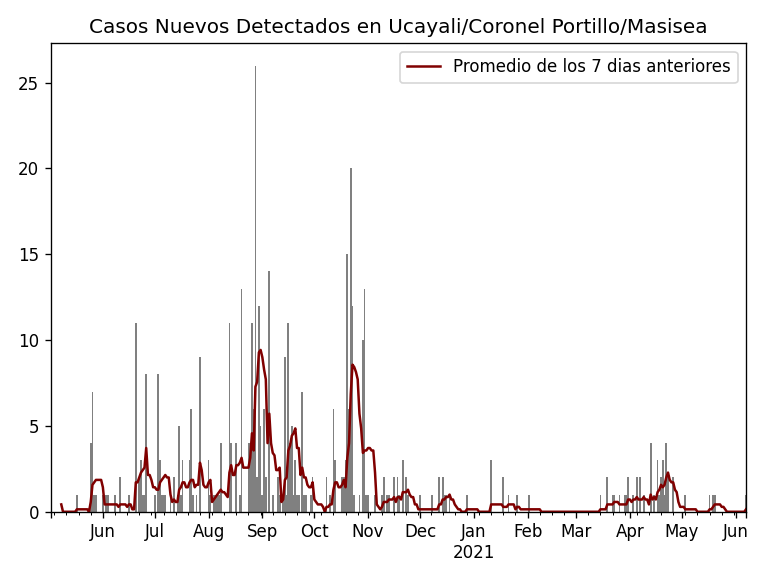 Casos Nuevos Detectados en Ucayali/Coronel Portillo/Masisea
Promedio de los 7 dias anteriores
25
20
15
10
5
0
Jun Jul Aug Sep Oct Nov Dec Jan Feb Mar Apr May Jun
2021